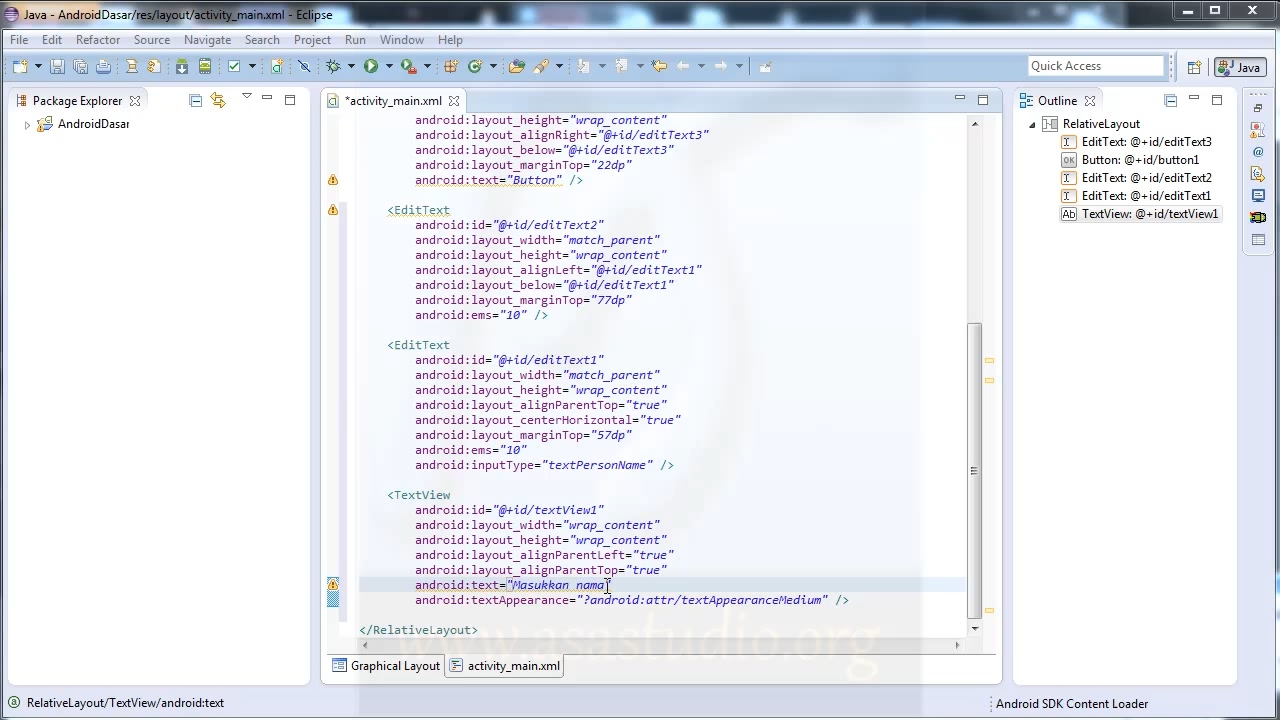 Java - AndroidDasar/res/layout/activity_main.xml - Eclipse
File Edit Refactor Source Navigate Search Project Run Window Help
Quick Access
Java
Package Explorer
AndroidDasar
*activity_main.xml
android:layout_height="wrap_content"
android:layout_alignRight="@+id/editText3"
android:layout_below="@+id/editText3"
android:layout_marginTop="22dp"
android:text="Button" />
<EditText
android:id="@+id/editText2"
android:layout_width="match_parent"
android:layout_height="wrap_content"
android:layout_alignLeft="@+id/editText1"
android:layout_below="@+id/editText1"
android:layout_marginTop="77dp"
android:ems="10" />
<EditText
android:id="@+id/editText1"
android:layout_width="match_parent"
android:layout_height="wrap_content"
android:layout_alignParentTop="true"
android:layout_centerHorizontal="true"
android:layout_marginTop="57dp"
android:ems="10"
android:inputType="textPersonName" />
<TextView
android:id="@+id/textView1"
android:layout_width="wrap_content"
android:layout_height="wrap_content"
android:layout_alignParentLeft="true"
android:layout_alignParentTop="true"
android:text="Masukkan nama"
android:textAppearance="?android:attr/textAppearanceMedium" />
</RelativeLayout>
Graphical Layout
activity_main.xml
Outline
RelativeLayout
EditText: @+id/editText3
OK Button: @+id/button1
EditText: @+id/editText2
EditText: @+id/editText1
Ab TextView: @+id/textView1
RelativeLayout/TextView/android:text
Android SDK Content Loader